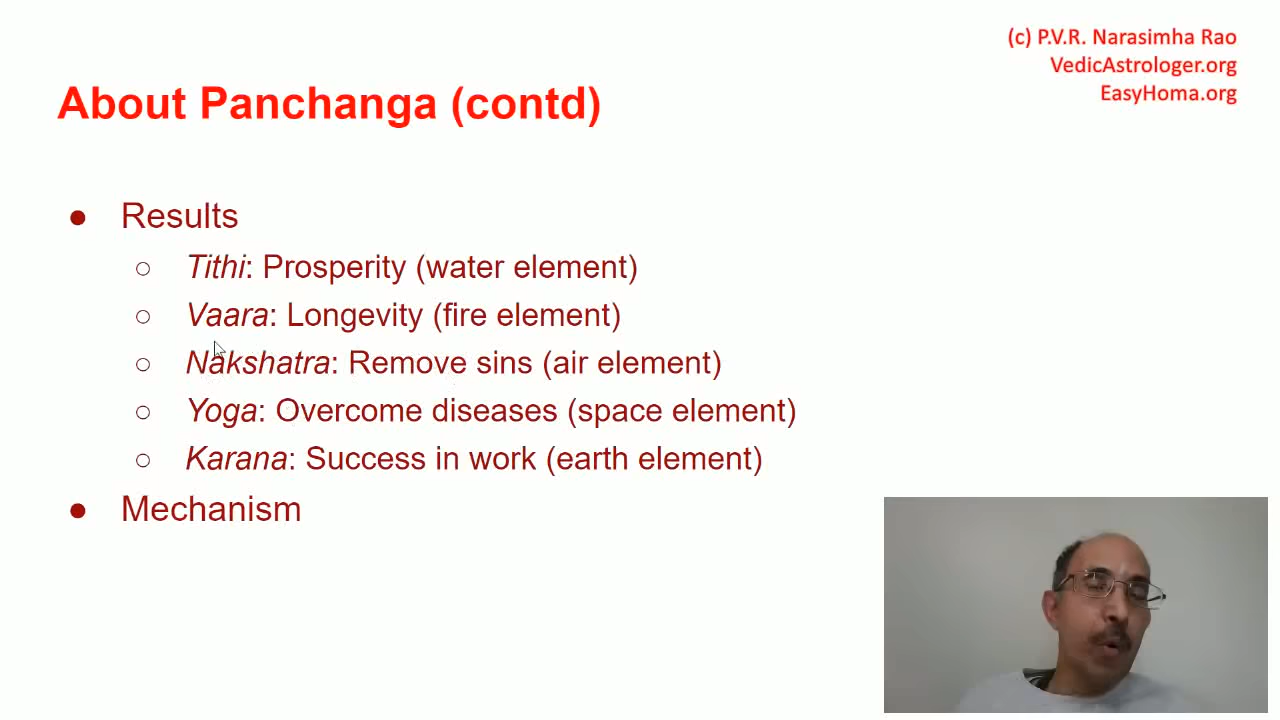 (c) P.V.R. Narasimha Rao
VedicAstrologer.org
EasyHoma.org
About Panchanga (contd)
● Results
○ Tithi: Prosperity (water element)
○ Vaara: Longevity (fire element)
○ Nakshatra: Remove sins (air element)
○ Yoga: Overcome diseases (space element)
○ Karana: Success in work (earth element)
● Mechanism